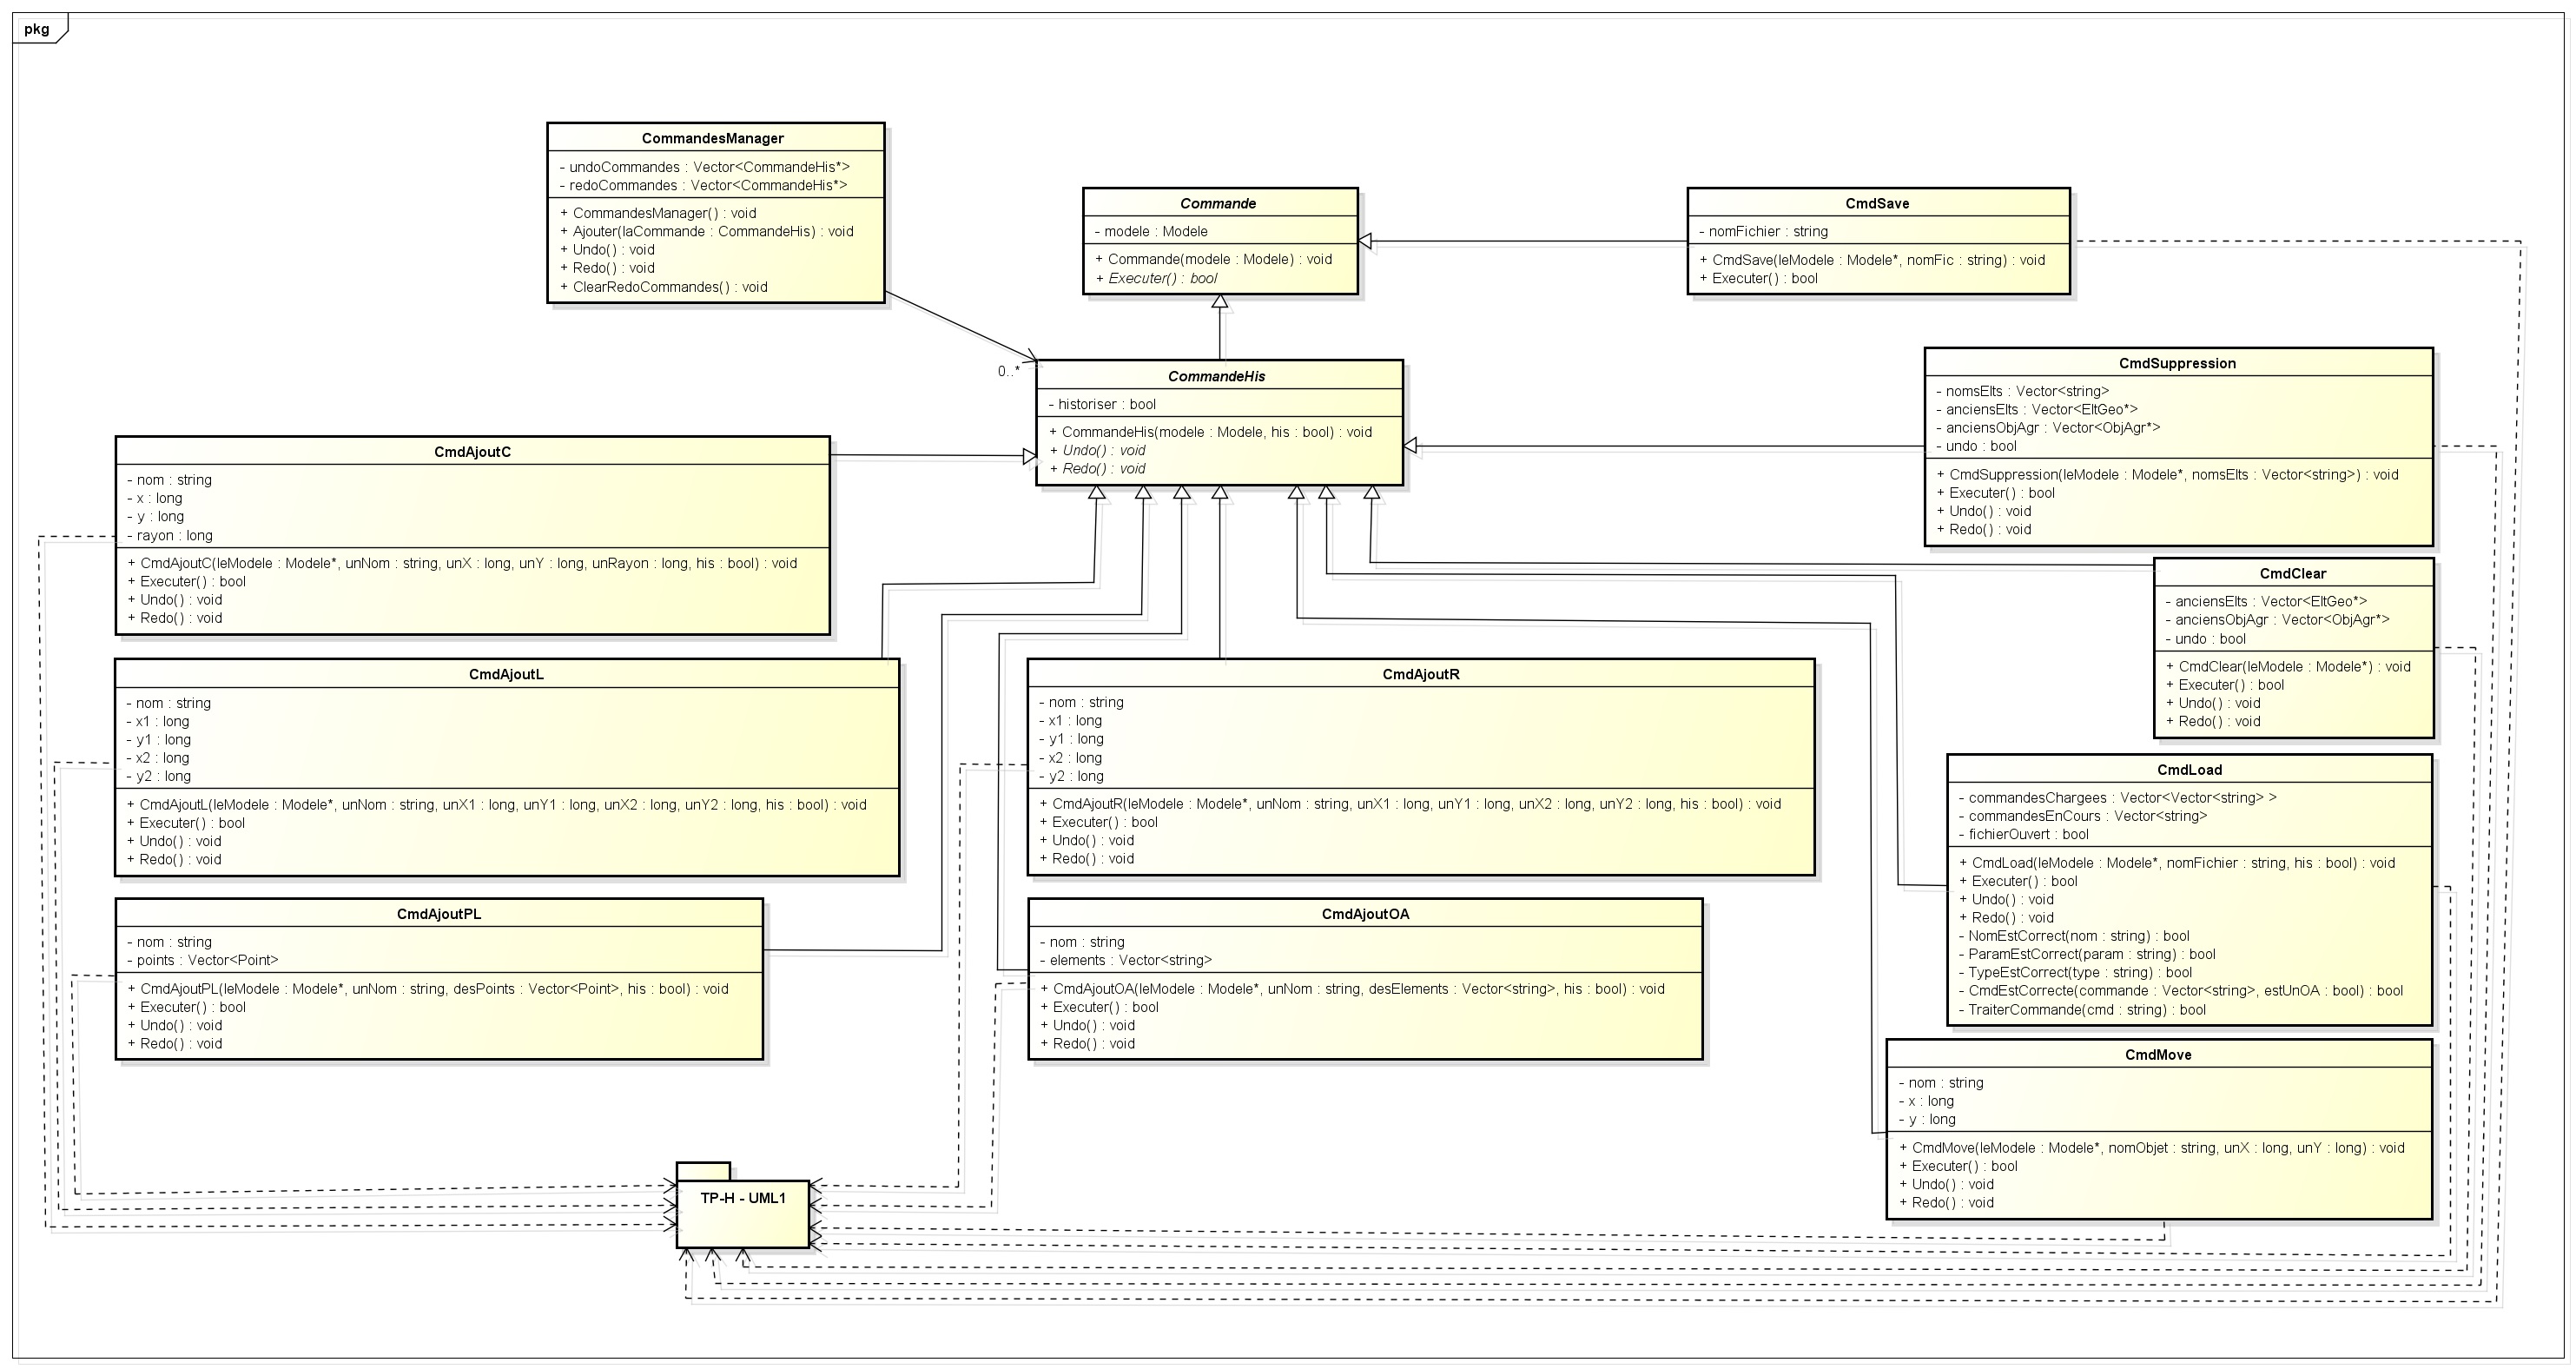 pkg
CommandesManager
- undoCommandes : Vector<CommandeHis*>
- redoCommandes : Vector<CommandeHis*>
+ CommandesManager() : void
+ Ajouter(laCommande : CommandeHis) : void
+ Undo() : void
+ Redo() : void
+ ClearRedoCommandes() : void
Commande
- modele : Modele
+ Commande(modele : Modele) : void
+ Executer() : bool
CmdSave
- nomFichier : string
+ CmdSave(leModele : Modele*, nomFic : string) : void
+ Executer() : bool
0..*
CommandeHis
- historiser : bool
+ CommandeHis(modele : Modele, his : bool) : void
+ Undo() : void
+ Redo() : void
CmdSuppression
- nomsElts : Vector<string>
- anciensElts : Vector<EltGeo*>
- anciensObjAgr : Vector<ObjAgr*>
- undo : bool
+ CmdSuppression(leModele : Modele*, nomsElts : Vector<string>) : void
+ Executer() : bool
+ Undo() : void
+ Redo() : void
CmdAjoutC
- nom : string
- x : long
- y : long
- rayon : long
+ CmdAjoutC(leModele : Modele*, unNom : string, unX : long, unY : long, unRayon : long, his : bool) : void
+ Executer() : bool
+ Undo() : void
+ Redo() : void
CmdClear
- anciensElts : Vector<EltGeo*>
- anciensObjAgr : Vector<ObjAgr*>
- undo : bool
+ CmdClear(leModele : Modele*) : void
+ Executer() : bool
+ Undo() : void
+ Redo() : void
CmdAjoutL
- nom : string
- x1 : long
- y1 : long
- x2 : long
- y2 : long
+ CmdAjoutL(leModele : Modele*, unNom : string, unX1 : long, unY1 : long, unX2 : long, unY2 : long, his : bool) : void
+ Executer() : bool
+ Undo() : void
+ Redo() : void
CmdAjoutR
- nom : string
- x1 : long
- y1 : long
- x2 : long
- y2 : long
+ CmdAjoutR(leModele : Modele*, unNom : string, unX1 : long, unY1 : long, unX2 : long, unY2 : long, his : bool) : void
+ Executer() : bool
+ Undo() : void
+ Redo() : void
CmdLoad
- commandesChargees : Vector<Vector<string> >
- commandesEnCours : Vector<string>
- fichierOuvert : bool
+ CmdLoad(leModele : Modele*, nomFichier : string, his : bool) : void
+ Executer() : bool
+ Undo() : void
+ Redo() : void
- NomEstCorrect(nom : string) : bool
- ParamEstCorrect(param : string) : bool
- TypeEstCorrect(type : string) : bool
- CmdEstCorrecte(commande : Vector<string>, estUnOA : bool) : bool
- TraiterCommande(cmd : string) : bool
CmdAjoutPL
- nom : string
- points : Vector<Point>
+ CmdAjoutPL(leModele : Modele*, unNom : string, desPoints : Vector<Point>, his : bool) : void
+ Executer() : bool
+ Undo() : void
+ Redo() : void
CmdAjoutOA
- nom : string
- elements : Vector<string>
+ CmdAjoutOA(leModele : Modele*, unNom : string, desElements : Vector<string>, his : bool) : void
+ Executer() : bool
+ Undo() : void
+ Redo() : void
CmdMove
- nom : string
- x : long
- y : long
+ CmdMove(leModele : Modele*, nomObjet : string, unX : long, unY : long) : void
+ Executer() : bool
+ Undo() : void
+ Redo() : void
TP-H - UML1